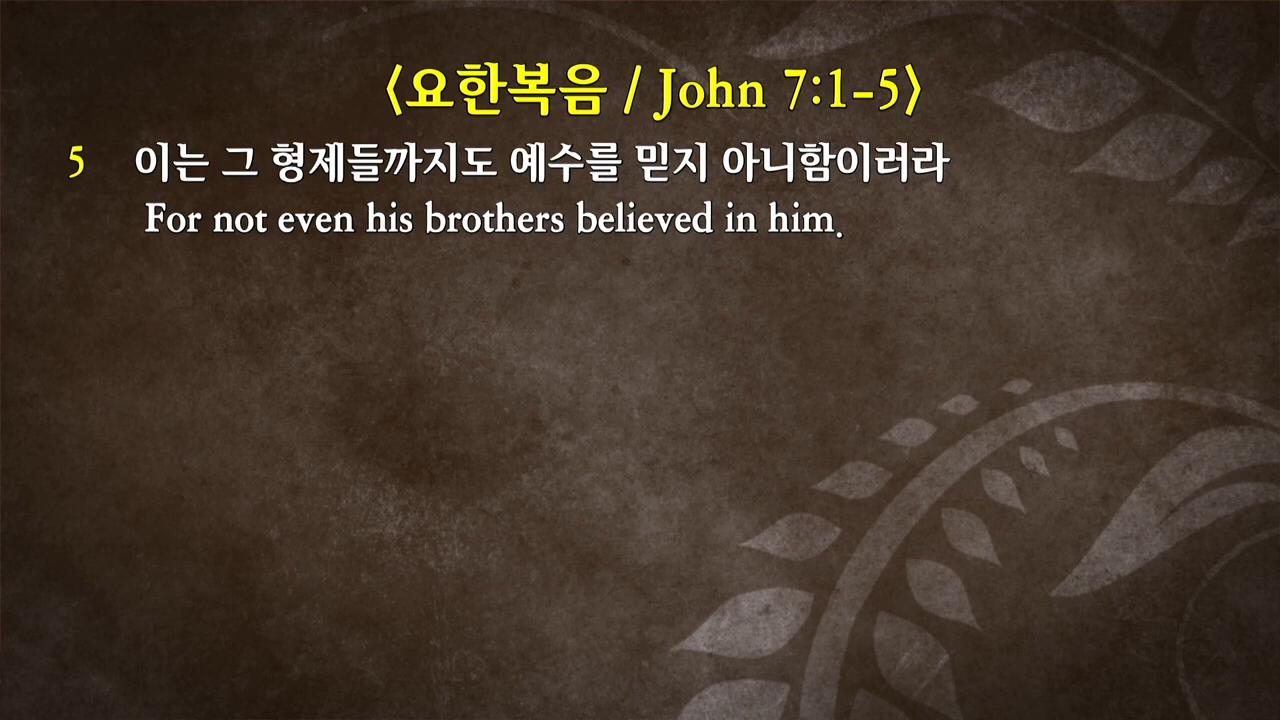 <요한복음 / John 7:1-5>
5 이는 그 형제들까지도 예수를 믿지 아니함이러라
For not even his brothers believed in him.